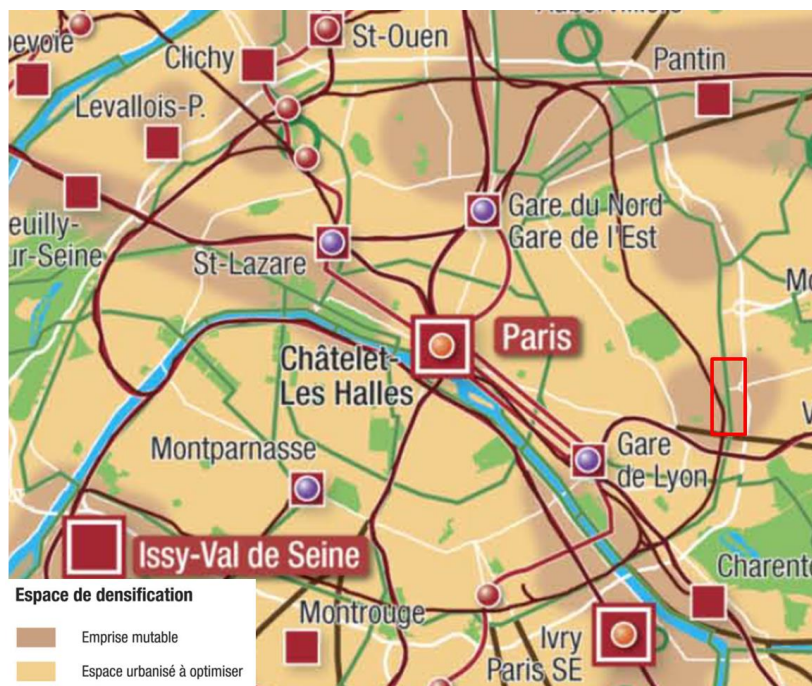 St-Ouen
Clichy
Pantin
Levallois-P.
Gare du Nord
Gare de l'Est
St-Lazare
Paris
Châtelet-
Les Halles
Montparnasse
Gare
de Lyon
Issy-Val de Seine
Espace de densification
Emprise mutable
Espace urbanisé à optimiser
Montrouge
Ivry
Paris SE